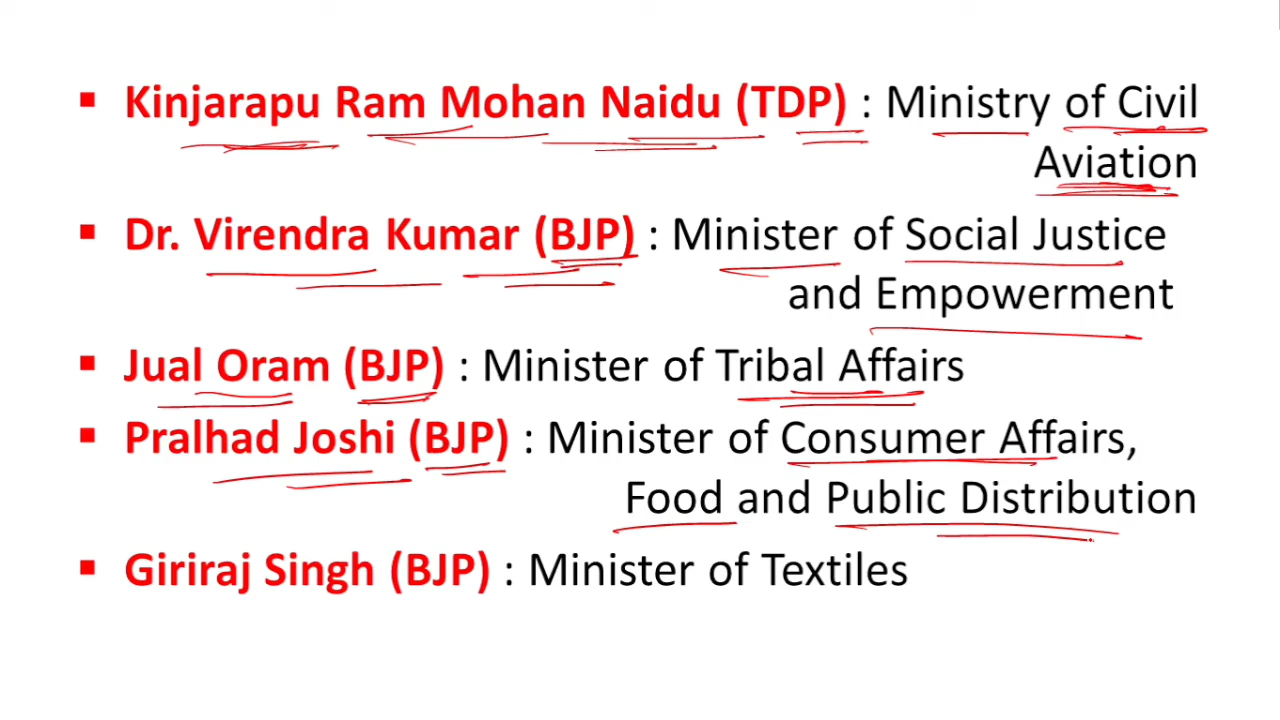 ▪ Kinjarapu Ram Mohan Naidu (TDP) : Ministry of Civil
Aviation
▪ Dr. Virendra Kumar (BJP) : Minister of Social Justice
and Empowerment
▪ Jual Oram (BJP) : Minister of Tribal Affairs
▪ Pralhad Joshi (BJP) : Minister of Consumer Affairs,
Food and Public Distribution
▪ Giriraj Singh (BJP) : Minister of Textiles